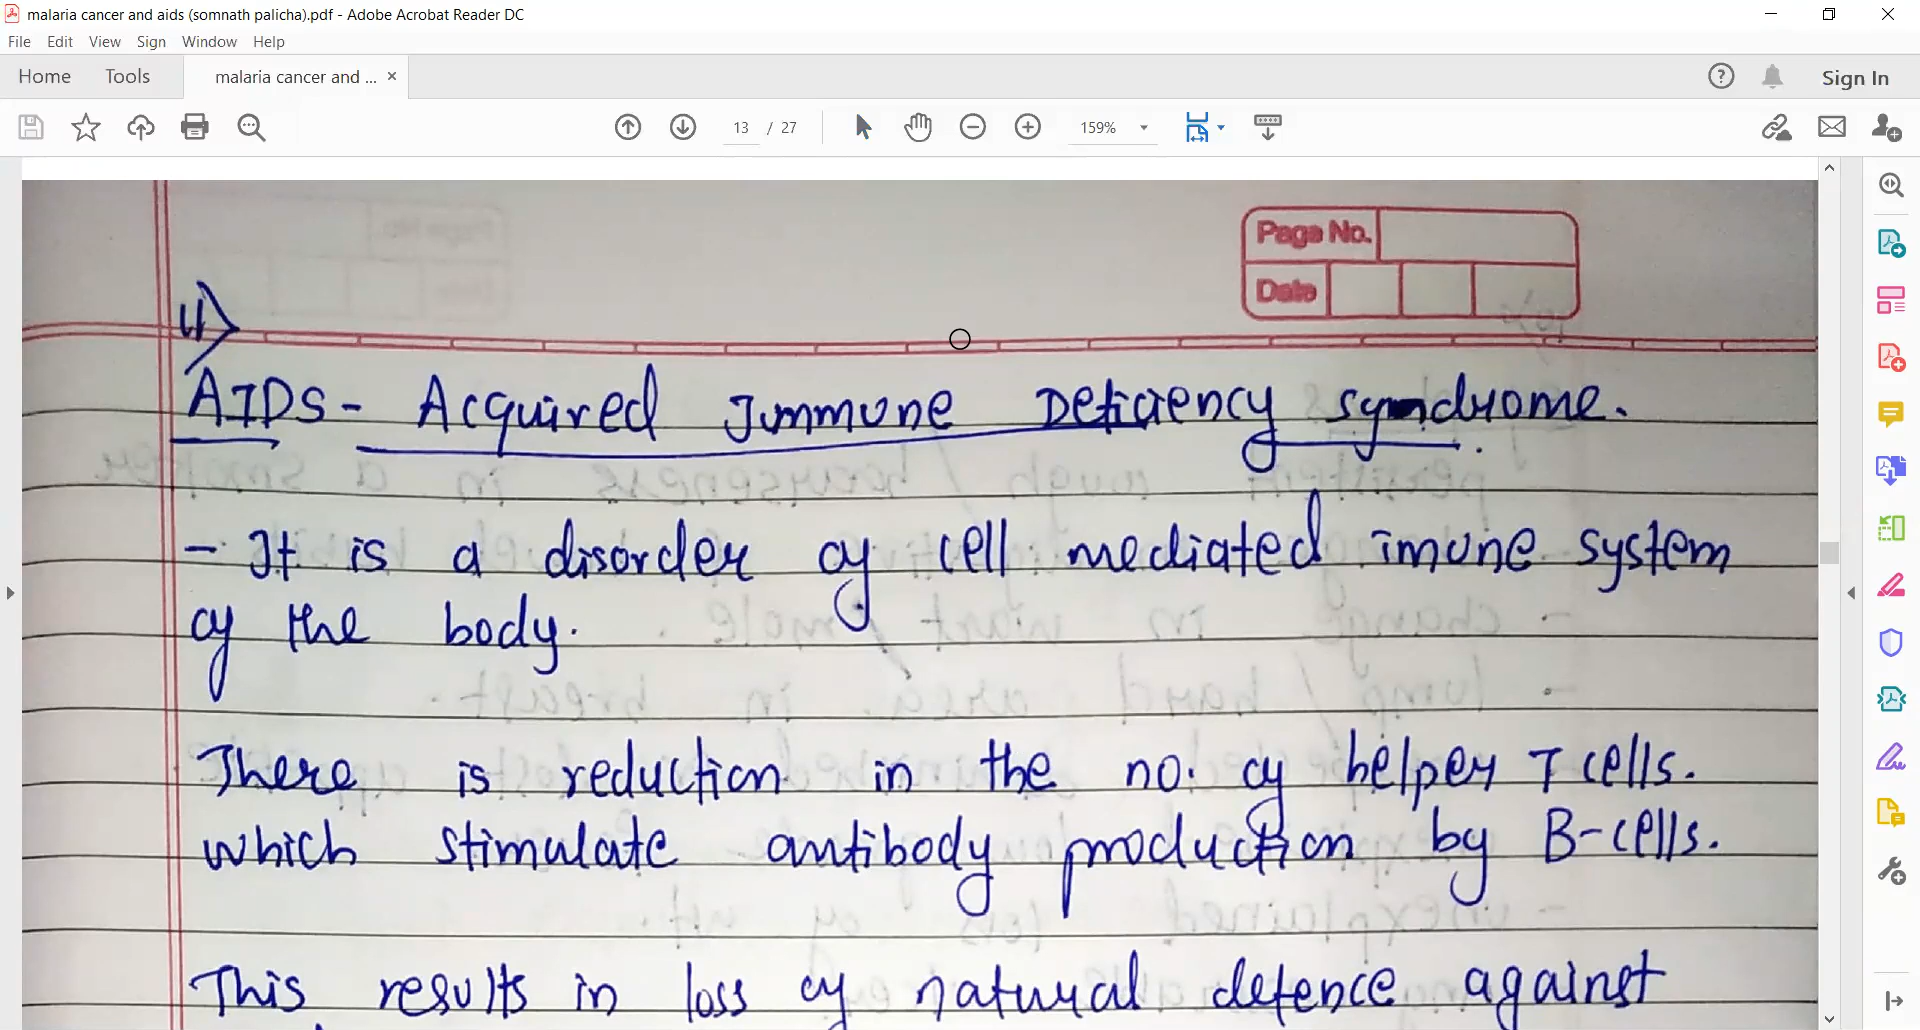 malaria cancer and aids (somnath palicha).pdf - Adobe Acrobat Reader DC
File Edit View Sign Window Help
Home Tools malaria cancer and ... × Sign In
13 / 27 159%
Page No.
Date
4)
AIDS - Acquired Immune Deficiency syndrome.
- It is a disorder of cell mediated imune system
of the body.
There is reduction in the no. of helper T cells.
which stimulate antibody production by B-cells.
This results in loss of natural defence against